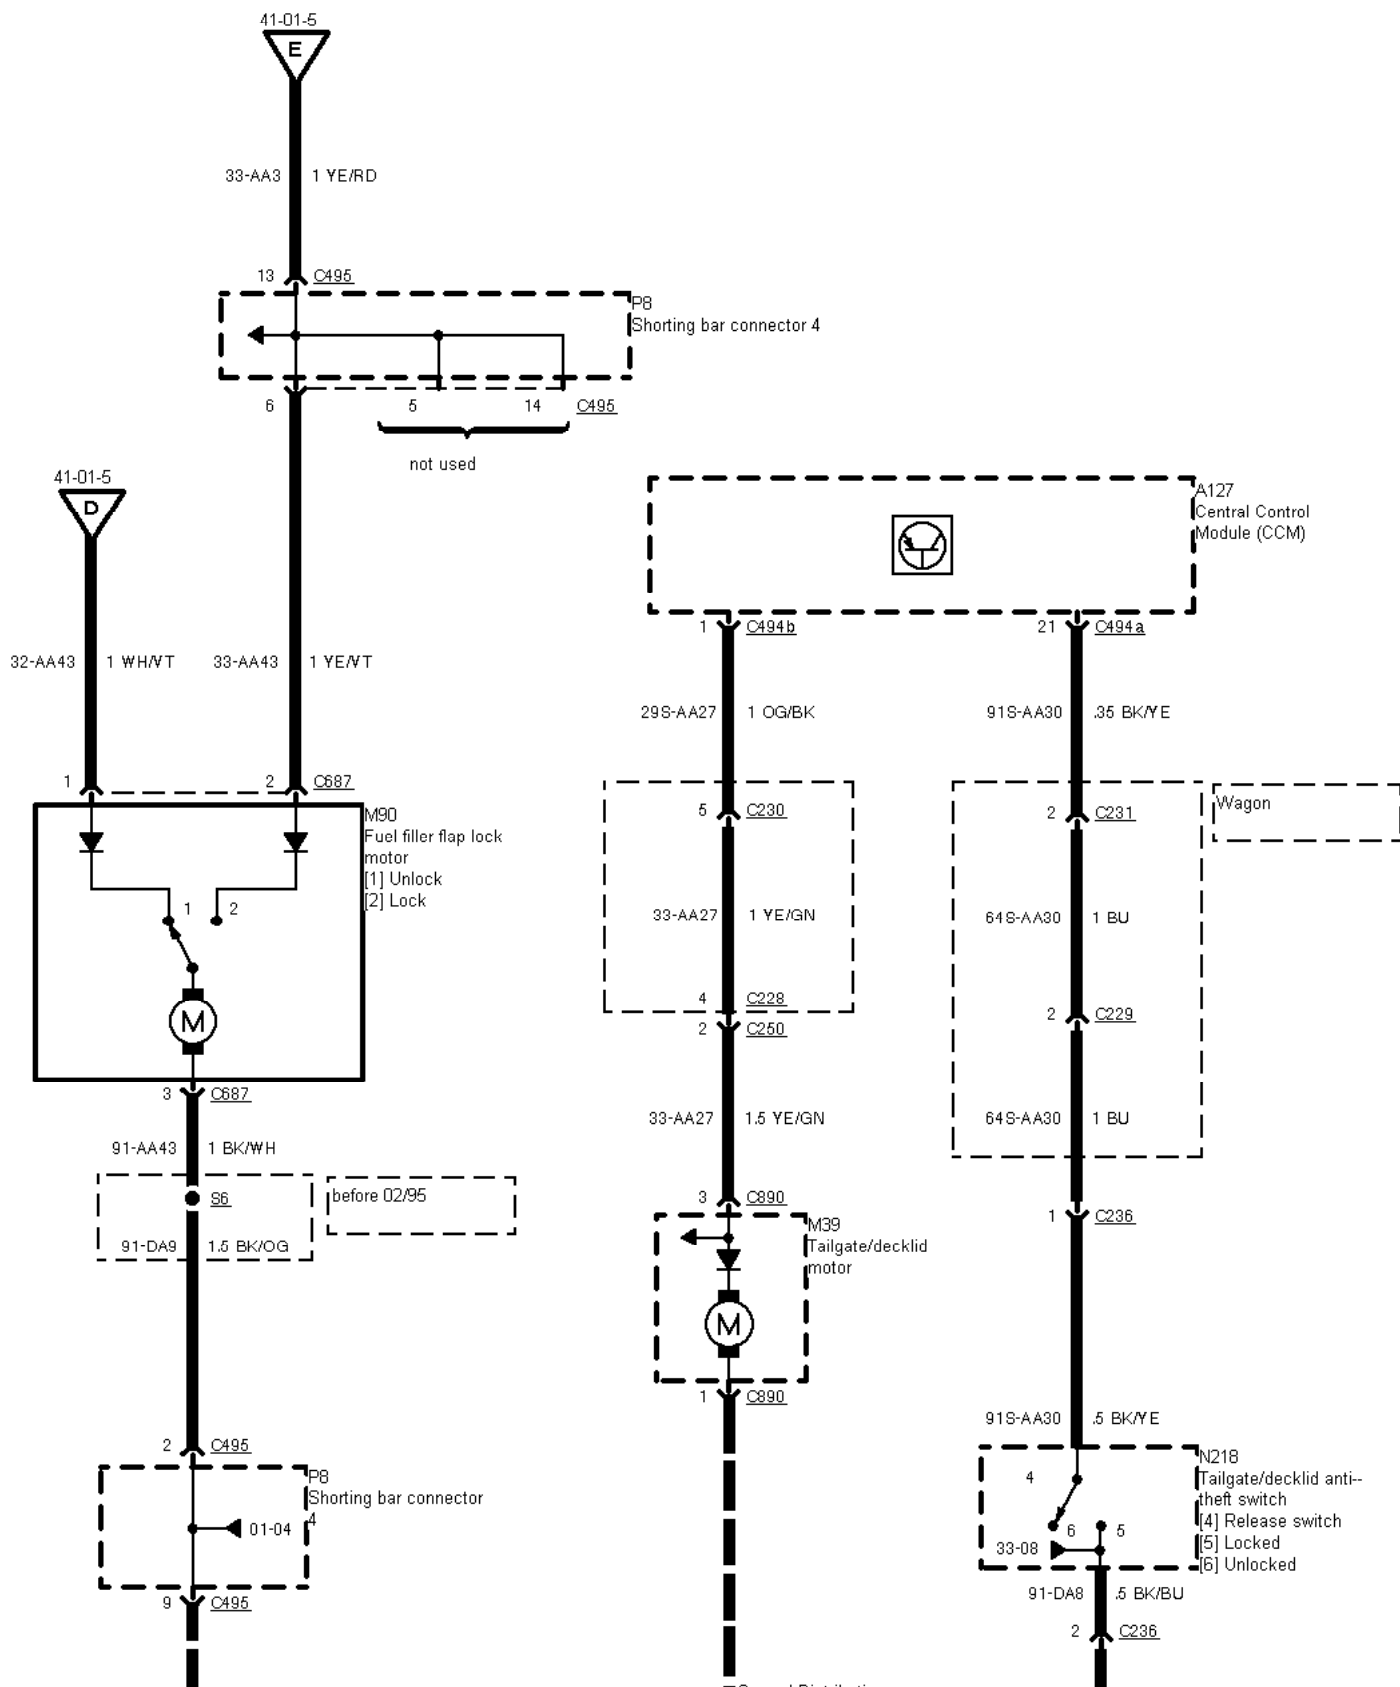 41-01-5
E
33-AA3 1 YE/RD
13 C495
P8
Shorting bar connector 4
6 5 14 C495
not used
41-01-5
D
A127
Central Control
Module (CCM)
1 C494b
21 C494a
32-AA43 1 WH/VT
33-AA43 1 YE/VT
29S-AA27 1 OG/BK
91S-AA30 .35 BK/YE
1 2 C687
M90
Fuel filler flap lock
motor
[1] Unlock
[2] Lock
1 2
M
5 C230
2 C231
Wagon
33-AA27 1 YE/GN
64S-AA30 1 BU
4 C228
2 C250
2 C229
3 C687
91-AA43 1 BK/WH
33-AA27 1.5 YE/GN
64S-AA30 1 BU
S6
before 02/95
91-DA9 1.5 BK/OG
3 C890
M39
Tailgate/decklid
motor
M
1 C890
1 C236
91S-AA30 .5 BK/YE
2 C495
P8
Shorting bar connector
4
01-04
9 C495
N218
Tailgate/decklid anti--
theft switch
[4] Release switch
[5] Locked
[6] Unlocked
4
6 5
33-08
91-DA8 .5 BK/BU
2 C236